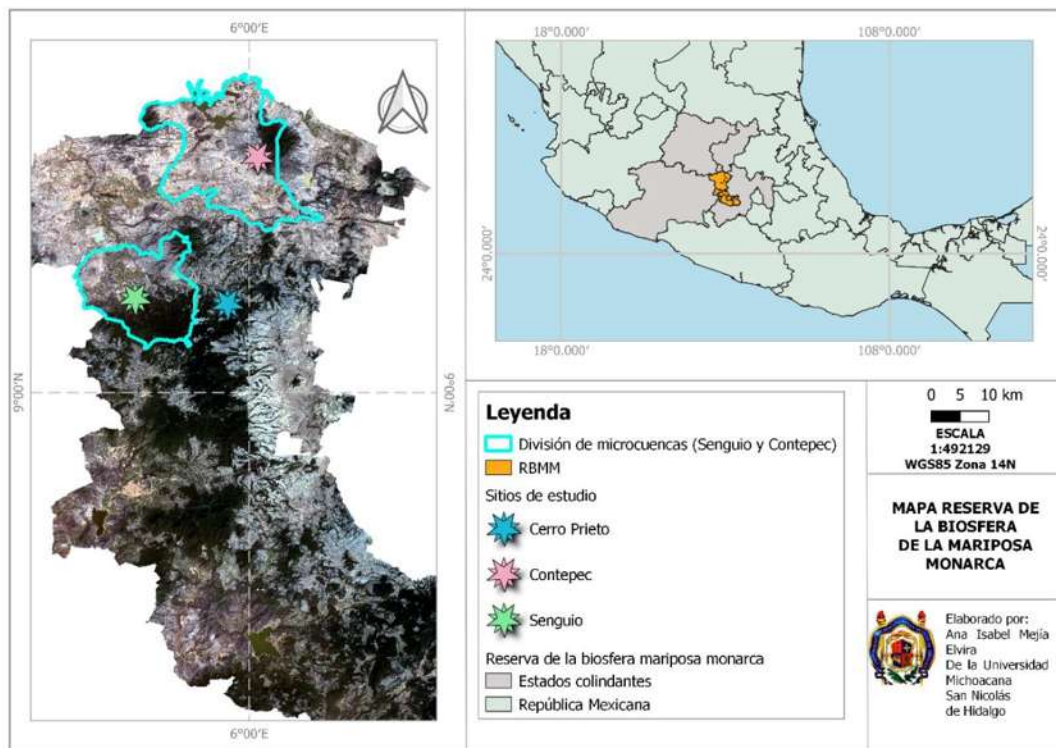 6°00'E
9°00'N
9°00'N
6°00'E
18°0.000'
108°0.000'
24°0.000'
24°0.000'
18°0.000'
108°0.000'
Leyenda
División de microcuencas (Senguio y Contepec)
RBMM
Sitios de estudio
Cerro Prieto
Contepec
Senguio
Reserva de la biosfera mariposa monarca
Estados colindantes
República Mexicana
0 5 10 km
ESCALA
1:492129
WGS85 Zona 14N
MAPA RESERVA DE
LA BIOSFERA
DE LA MARIPOSA
MONARCA
Elaborado por:
Ana Isabel Mejía
Elvira
De la Universidad
Michoacana
San Nicolás
de Hidalgo